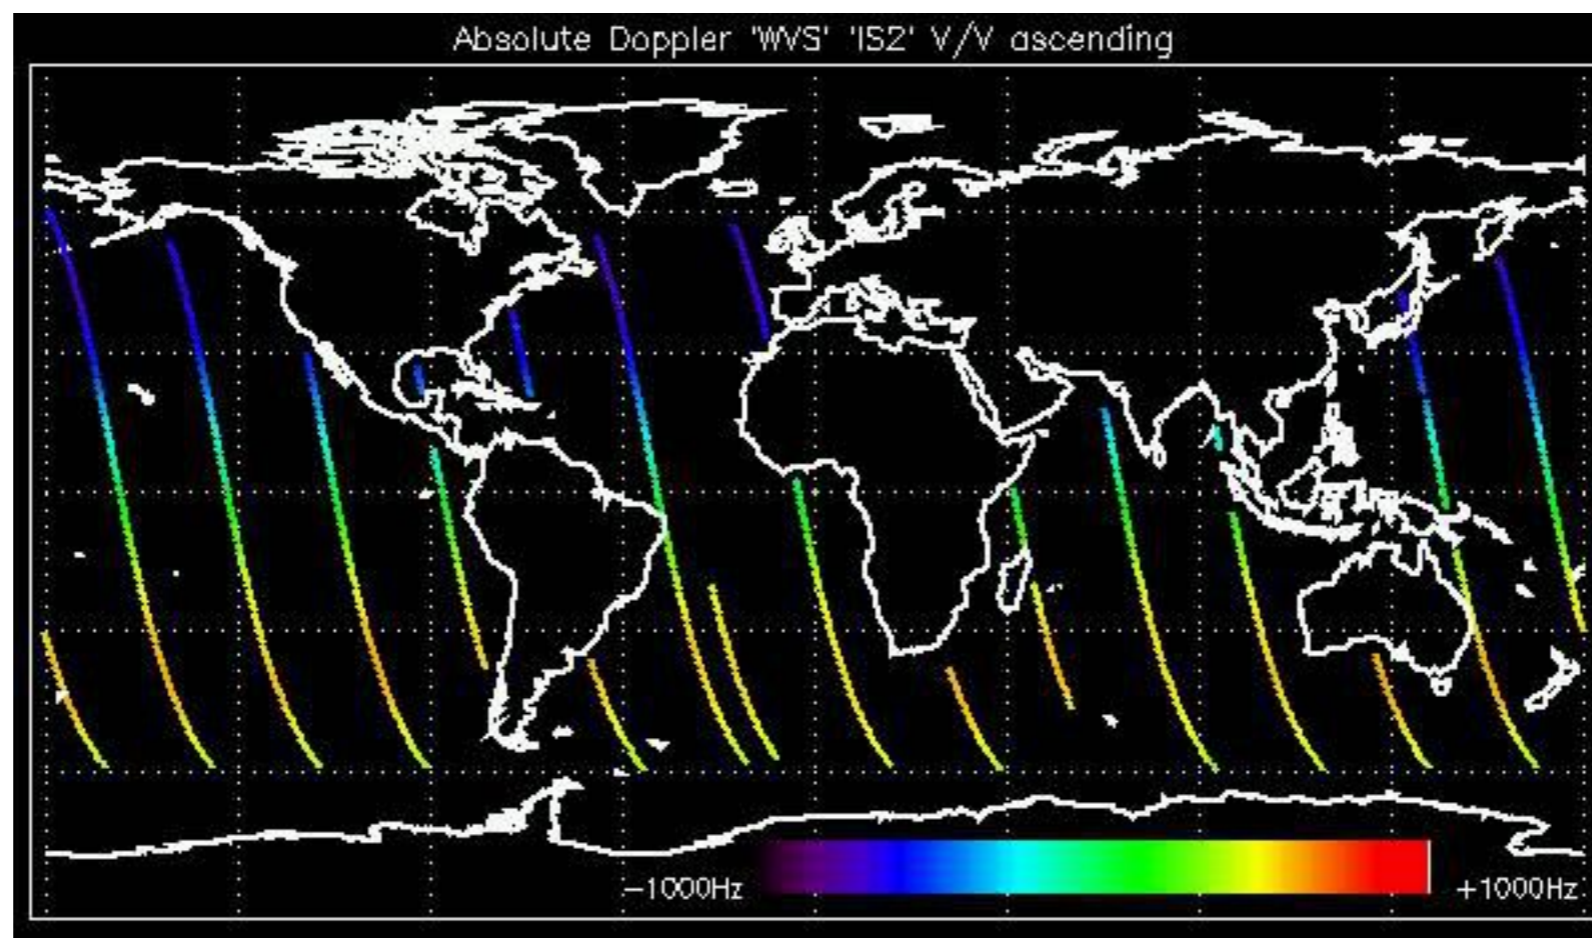 Absolute Doppler 'WVS' 'IS2' V/V ascending
−1000Hz +1000Hz